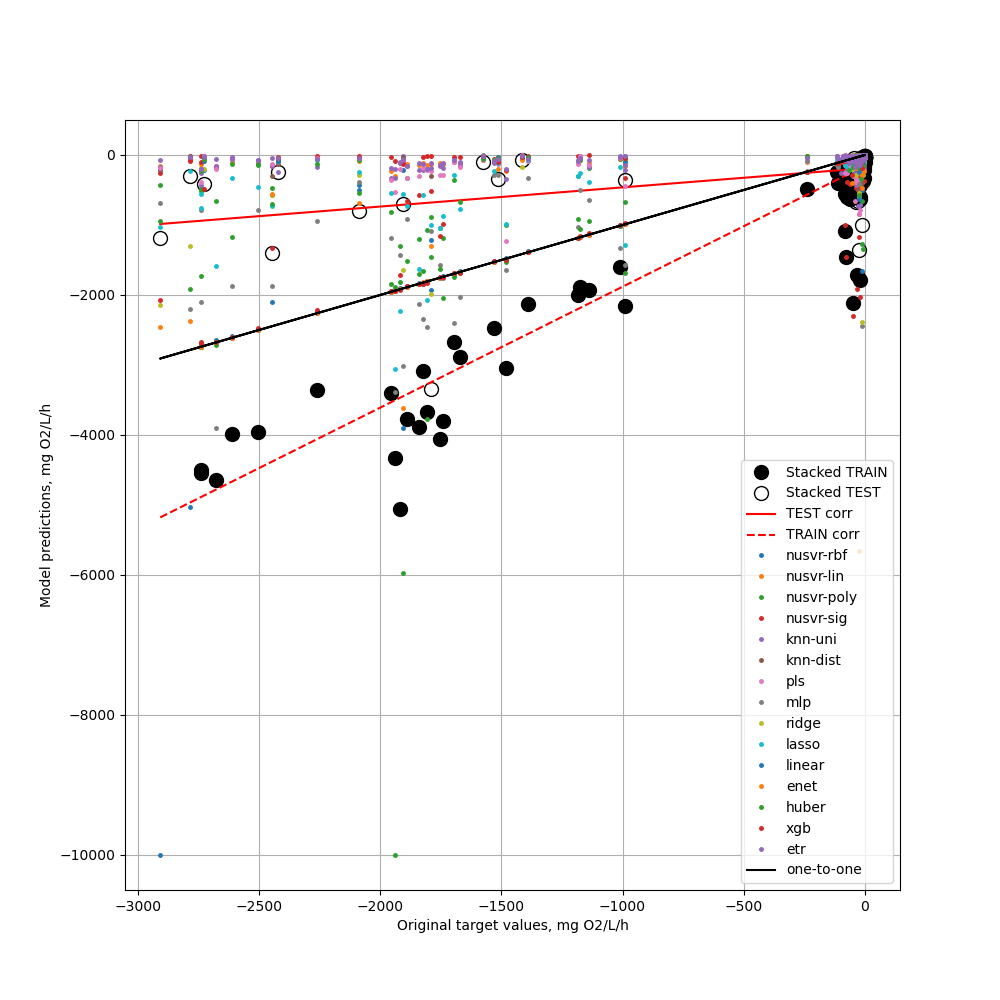 0
−2000
−4000
−6000
−8000
−10000
Model predictions, mg O2/L/h
−3000
−2500
−2000
−1500
−1000
−500
0
Original target values, mg O2/L/h
Stacked TRAIN
Stacked TEST
TEST corr
TRAIN corr
nusvr-rbf
nusvr-lin
nusvr-poly
nusvr-sig
knn-uni
knn-dist
pls
mlp
ridge
lasso
linear
enet
huber
xgb
etr
one-to-one